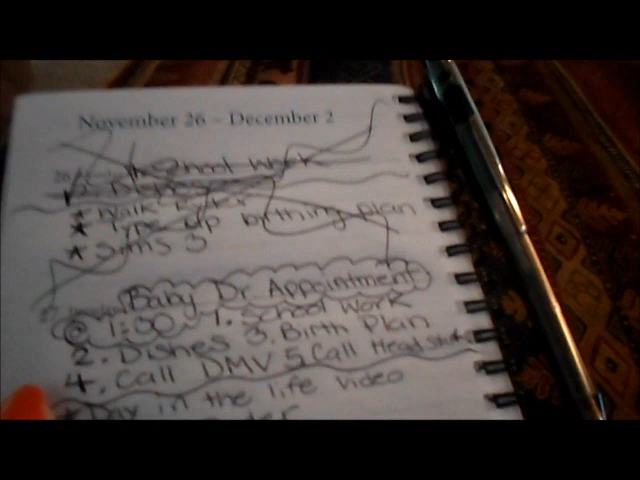 November 26 – December 2
School Work
2. Dishes
* Walk
* Type up birthing plan
* Sims 3
Baby Dr Appointment
@ 1:00 1. School Work
2. Dishes 3. Birth Plan
4. Call DMV 5. Call Head Start
* Day in the life video